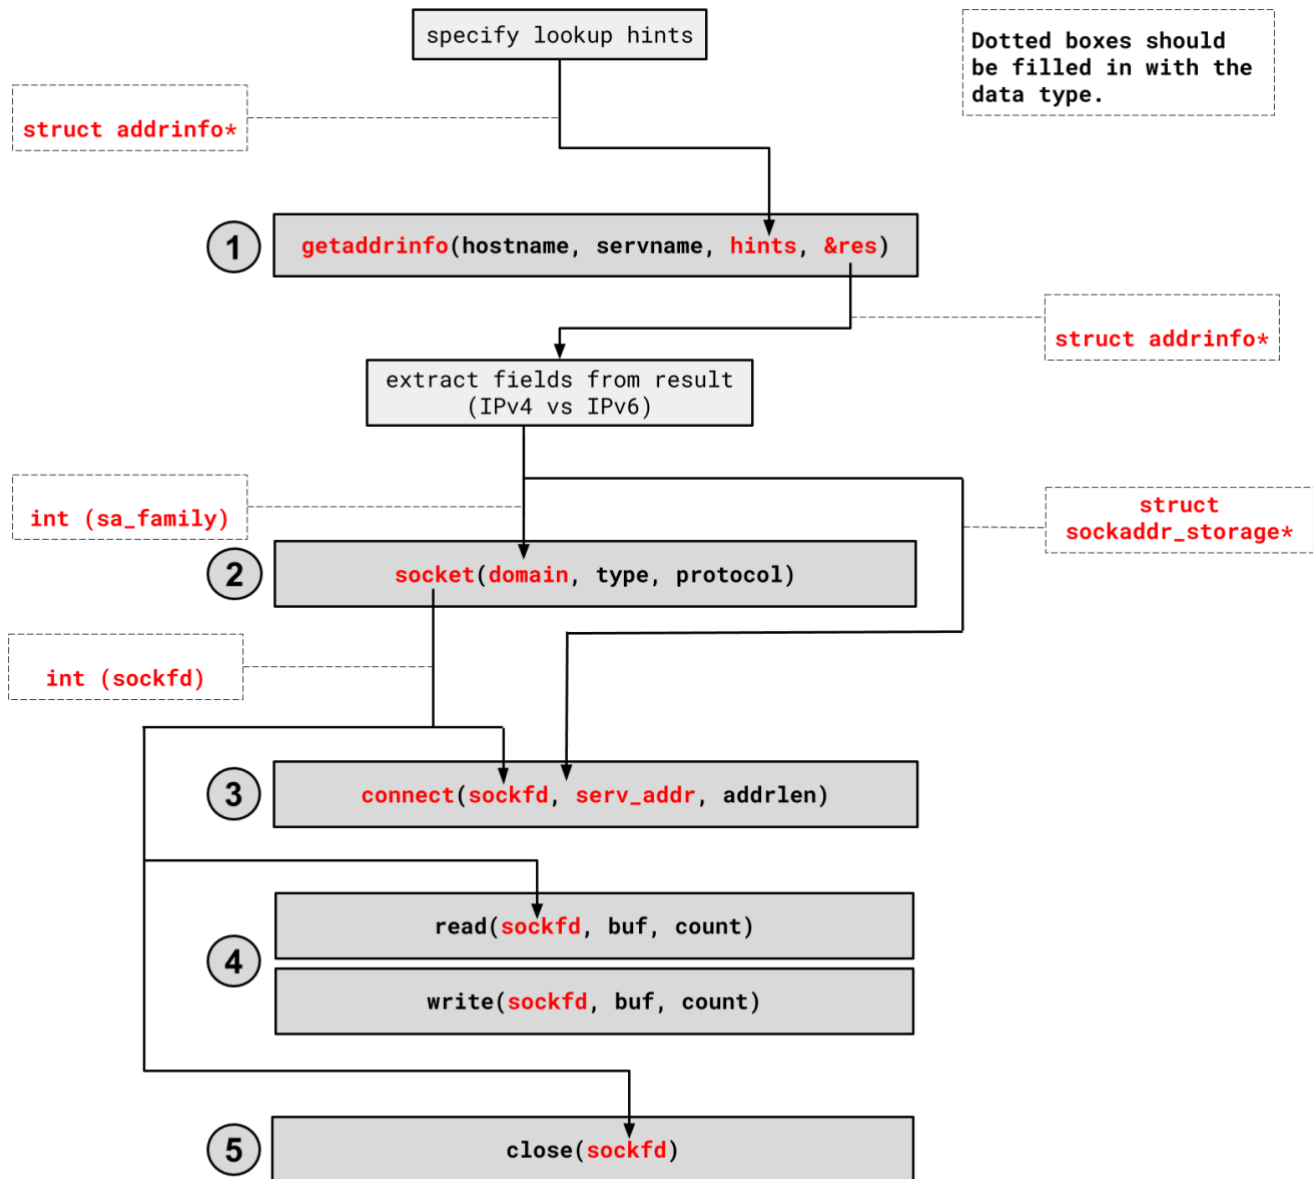 specify lookup hints
Dotted boxes should
be filled in with the
data type.
struct addrinfo*
1
getaddrinfo(hostname, servname, hints, &res)
struct addrinfo*
extract fields from result
(IPv4 vs IPv6)
int (sa_family)
struct
sockaddr_storage*
2
socket(domain, type, protocol)
int (sockfd)
3
connect(sockfd, serv_addr, addrlen)
4
read(sockfd, buf, count)
write(sockfd, buf, count)
5
close(sockfd)